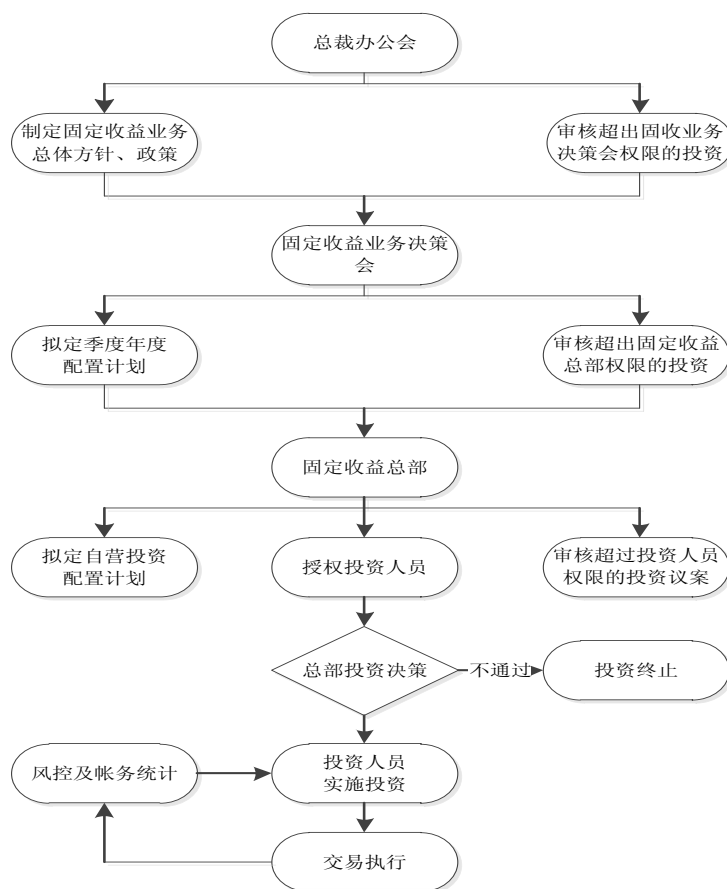 总裁办公会
制定固定收益业务
总体方针、政策
审核超出固收业务
决策会权限的投资
固定收益业务决策
会
拟定季度年度
配置计划
审核超出固定收益
总部权限的投资
固定收益总部
拟定自营投资
配置计划
授权投资人员
审核超过投资人员
权限的投资议案
总部投资决策
不通过
投资终止
风控及帐务统计
投资人员
实施投资
交易执行